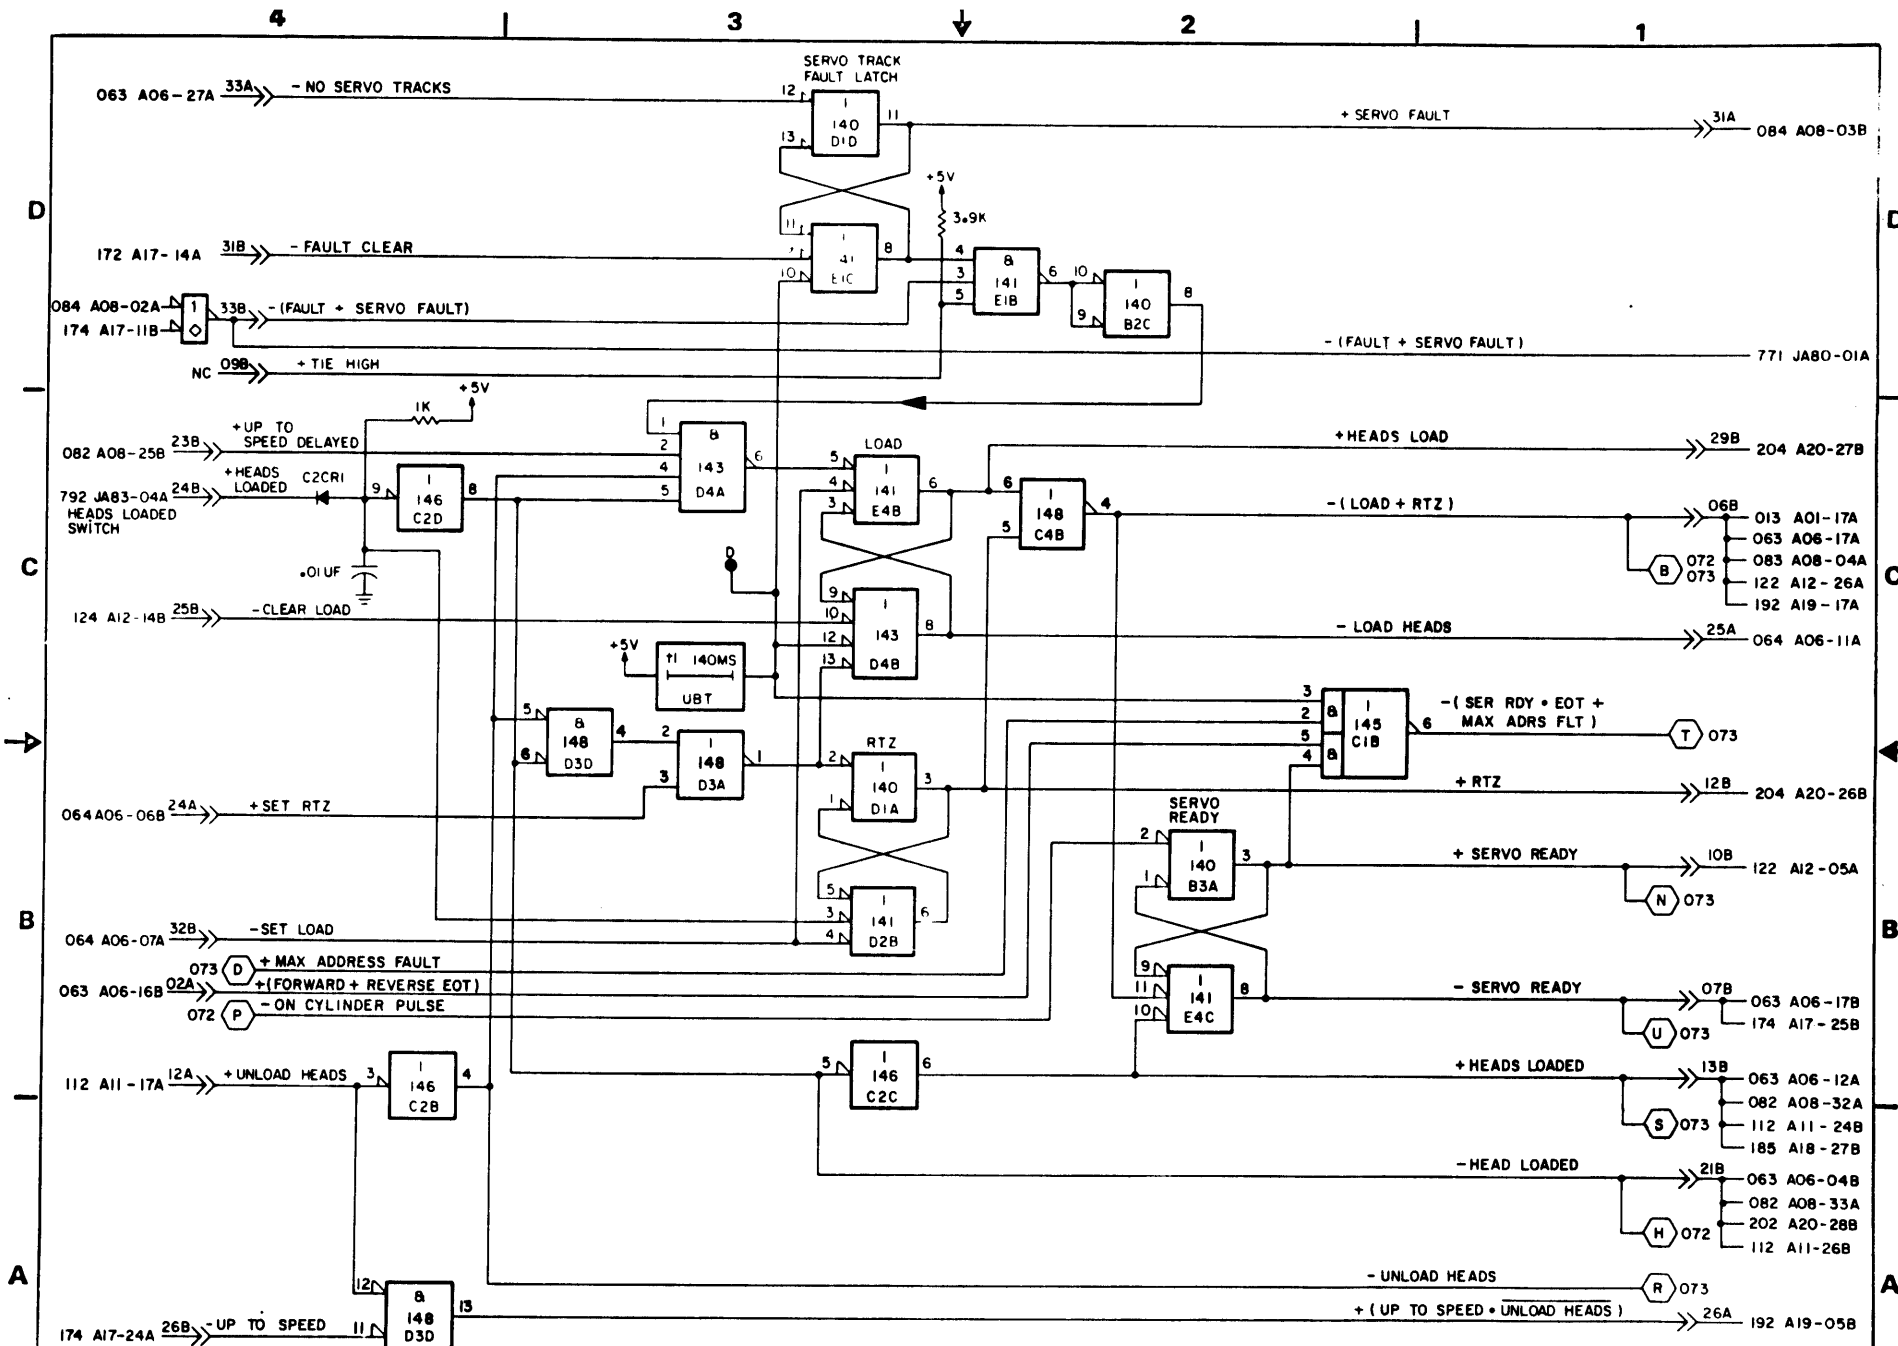 4 3 2 1
SERVO TRACK
FAULT LATCH
063 A06-27A 33A - NO SERVO TRACKS 12 1 140 D1D 11 13
+ SERVO FAULT 31A 084 A08-03B
+5V
3.9K
D D
172 A17-14A 31B - FAULT CLEAR 11 10 E1C 8
4 3 5 & 141 E1B 6
10 9 1 140 B2C 8
084 A08-02A
174 A17-11B
1 33B -(FAULT + SERVO FAULT)
-(FAULT + SERVO FAULT) 771 JA80-01A
NC 09B + TIE HIGH
+5V
1K
082 A08-25B 23B +UP TO
SPEED DELAYED
792 JA83-04A 24B +HEADS
LOADED C2CR1
HEADS LOADED
SWITCH
9 1 146 C2D 8
.01UF
1 2 4 5 & 143 D4A 6
LOAD
5 4 3 1 141 E4B 6
6 5 1 148 C4B 4
+HEADS LOAD 29B 204 A20-27B
-(LOAD + RTZ) 06B 013 A01-17A
063 A06-17A
B 072
073
083 A08-04A
122 A12-26A
192 A19-17A
C C
D
124 A12-14B 25B -CLEAR LOAD
9 10 12 13 1 143 D4B 8
- LOAD HEADS 25A 064 A06-11A
+5V
t1 140MS
UBT
5 6 & 148 D3D 4
2 3 1 148 D3A 1
RTZ
2 1 1 140 D1A 3
3 2 5 4 & & 1 145 C1B 6
-(SER RDY • EOT +
MAX ADRS FLT)
T 073
064A06-06B 24A +SET RTZ
+ RTZ 12B 204 A20-26B
SERVO
READY
2 1 1 140 B3A 3
+ SERVO READY 10B 122 A12-05A
N 073
5 3 4 1 141 D2B 6
B B
064 A06-07A 32B -SET LOAD
073 D + MAX ADDRESS FAULT
063 A06-16B 02A +(FORWARD + REVERSE EOT)
072 P - ON CYLINDER PULSE
9 11 10 1 141 E4C 8
- SERVO READY 07B 063 A06-17B
174 A17-25B
U 073
112 A11-17A 12A + UNLOAD HEADS 3 1 146 C2B 4
5 1 146 C2C 6
+ HEADS LOADED 13B 063 A06-12A
082 A08-32A
S 073
112 A11-24B
185 A18-27B
-HEAD LOADED 21B 063 A06-04B
082 A08-33A
202 A20-28B
H 072
112 A11-26B
A A
- UNLOAD HEADS R 073
174 A17-24A 26B -UP TO SPEED 12 11 & 148 D3D 13
+ (UP TO SPEED • UNLOAD HEADS) 26A 192 A19-05B